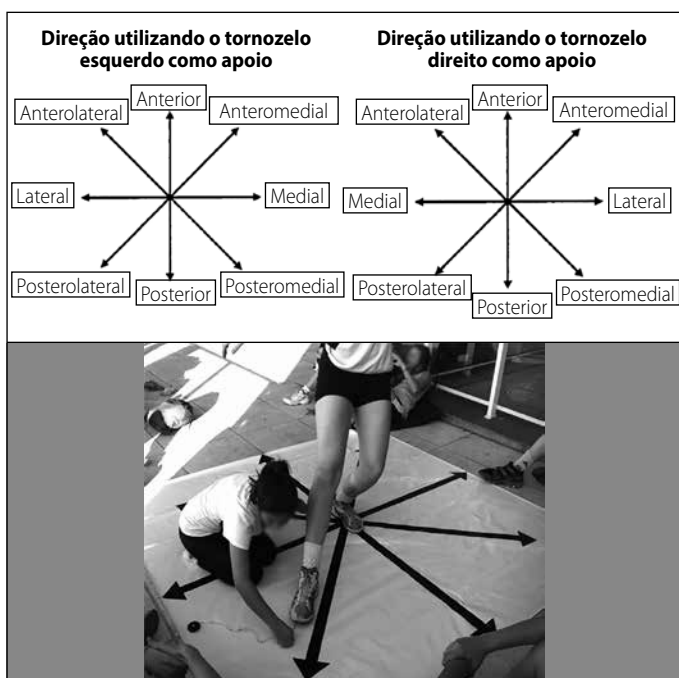 Direção utilizando o tornozelo
esquerdo como apoio
Anterior
Anterolateral
Anteromedial
Lateral
Medial
Posterolateral
Posterior
Posteromedial
Direção utilizando o tornozelo
direito como apoio
Anterior
Anterolateral
Anteromedial
Medial
Lateral
Posterolateral
Posterior
Posteromedial